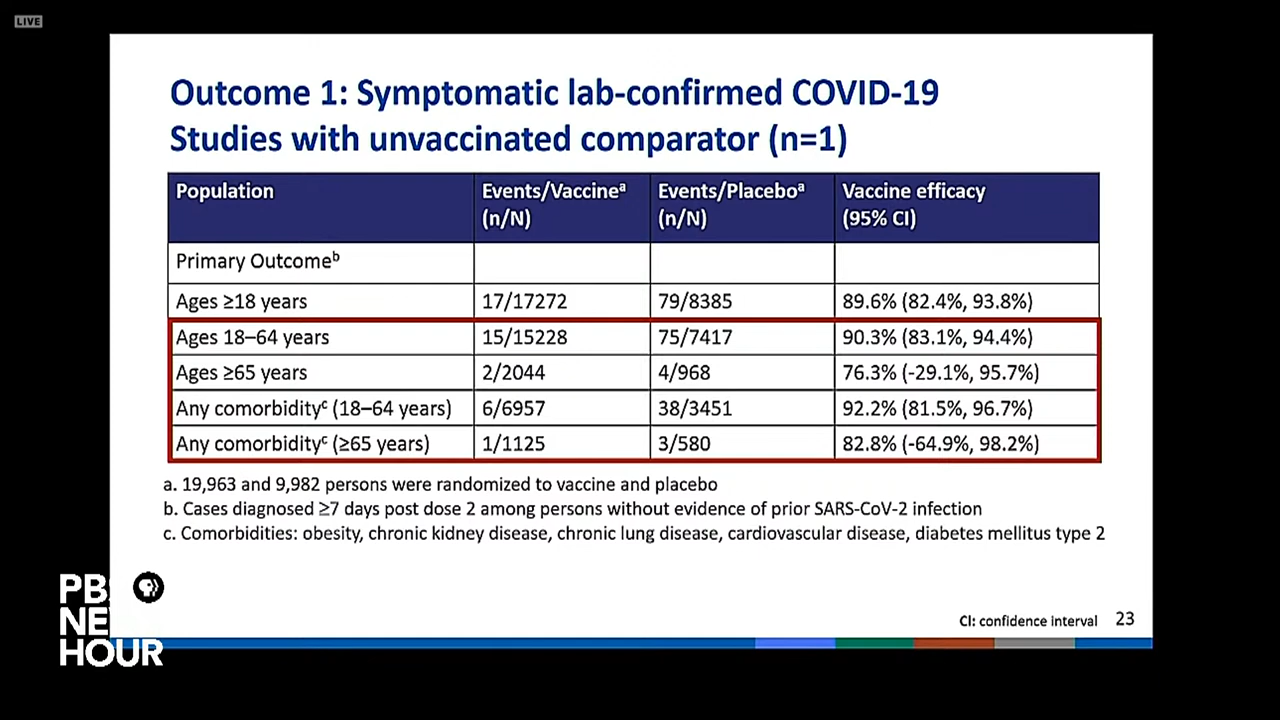 LIVE
Outcome 1: Symptomatic lab-confirmed COVID-19
Studies with unvaccinated comparator (n=1)
Population Events/Vaccineᵃ (n/N) Events/Placeboᵃ (n/N) Vaccine efficacy (95% CI)
Primary Outcomeᵇ
Ages ≥18 years 17/17272 79/8385 89.6% (82.4%, 93.8%)
Ages 18–64 years 15/15228 75/7417 90.3% (83.1%, 94.4%)
Ages ≥65 years 2/2044 4/968 76.3% (-29.1%, 95.7%)
Any comorbidityᶜ (18–64 years) 6/6957 38/3451 92.2% (81.5%, 96.7%)
Any comorbidityᶜ (≥65 years) 1/1125 3/580 82.8% (-64.9%, 98.2%)
a. 19,963 and 9,982 persons were randomized to vaccine and placebo
b. Cases diagnosed ≥7 days post dose 2 among persons without evidence of prior SARS-CoV-2 infection
c. Comorbidities: obesity, chronic kidney disease, chronic lung disease, cardiovascular disease, diabetes mellitus type 2
CI: confidence interval 23
PB
NE
HOUR